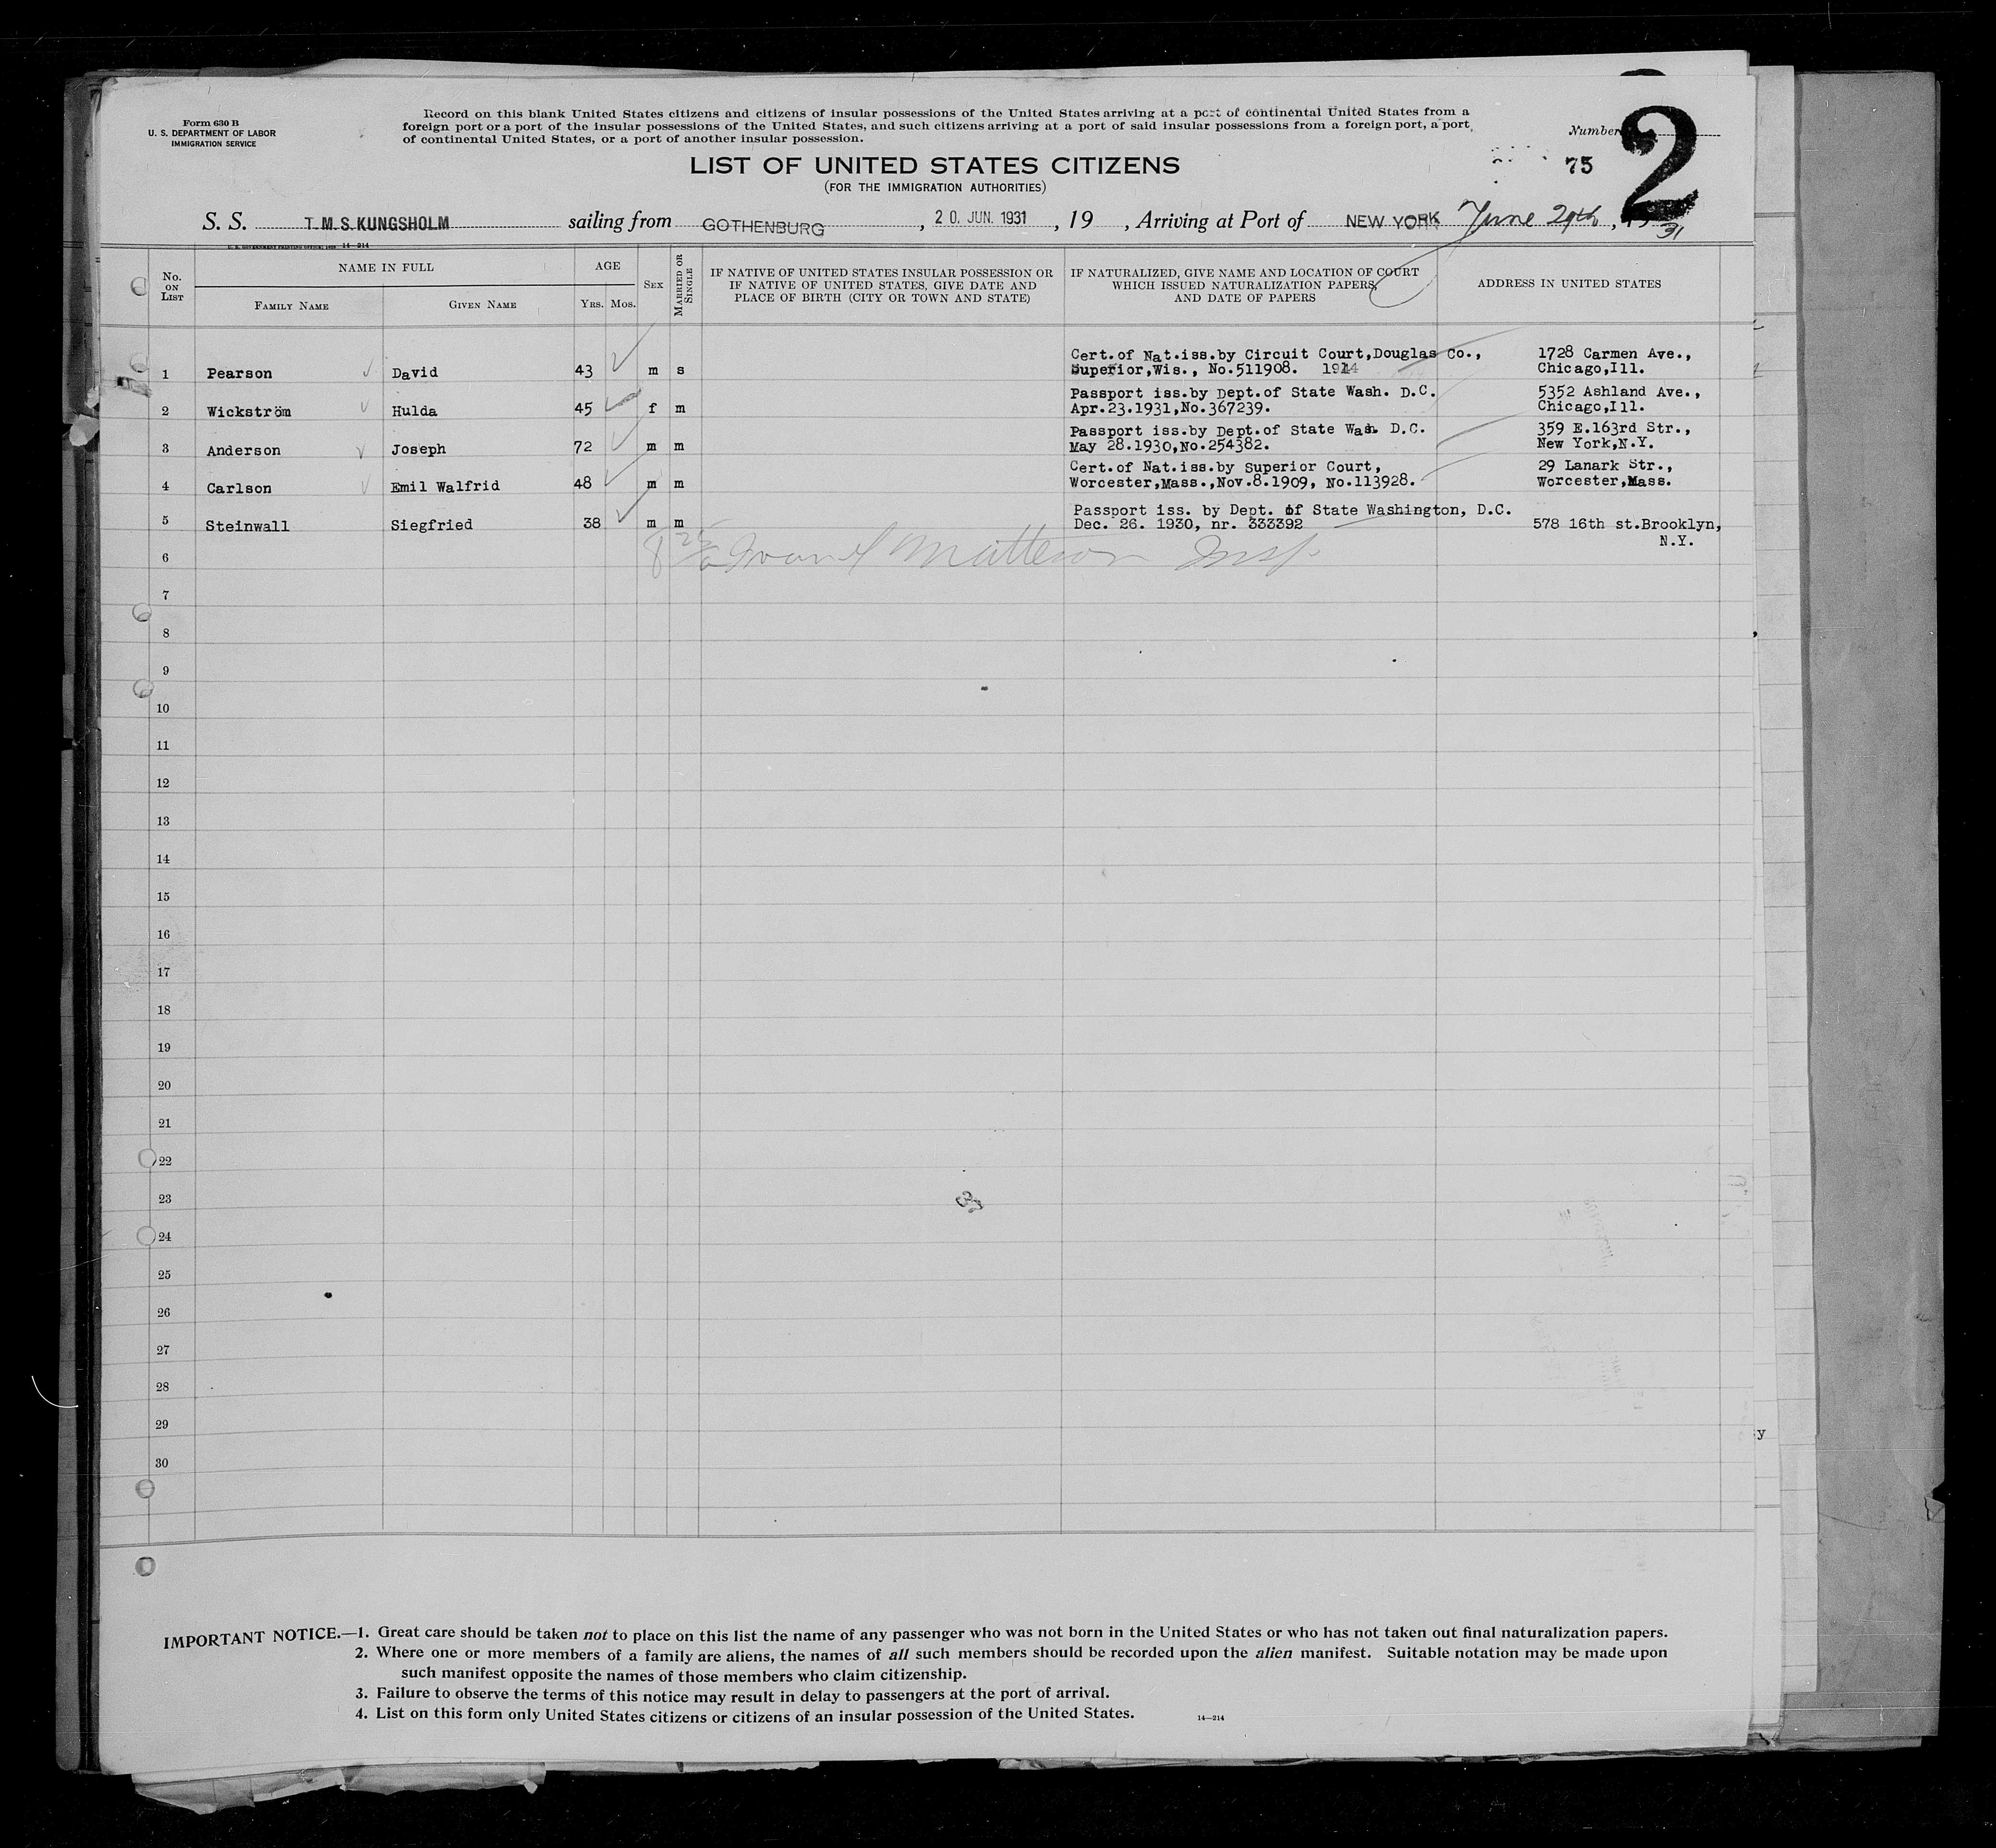 Form 630 B
U. S. DEPARTMENT OF LABOR
IMMIGRATION SERVICE
Record on this blank United States citizens and citizens of insular possessions of the United States arriving at a port of continental United States from a
foreign port or a port of the insular possessions of the United States, and such citizens arriving at a port of said insular possessions from a foreign port, a port
of continental United States, or a port of another insular possession.
Number
2
75
LIST OF UNITED STATES CITIZENS
(FOR THE IMMIGRATION AUTHORITIES)
S. S. T. M. S. KUNGSHOLM sailing from GOTHENBURG, 20. JUN. 1931, 19 , Arriving at Port of NEW YORK June 29th, 1931
U. S. GOVERNMENT PRINTING OFFICE: 14—214
No. ON LIST
NAME IN FULL
FAMILY NAME
GIVEN NAME
AGE
Yrs. Mos.
SEX
MARRIED OR SINGLE
IF NATIVE OF UNITED STATES INSULAR POSSESSION OR
IF NATIVE OF UNITED STATES, GIVE DATE AND
PLACE OF BIRTH (CITY OR TOWN AND STATE)
IF NATURALIZED, GIVE NAME AND LOCATION OF COURT
WHICH ISSUED NATURALIZATION PAPERS,
AND DATE OF PAPERS
ADDRESS IN UNITED STATES
Cert.of Nat.iss.by Circuit Court,Douglas Co., 1728 Carmen Ave.,
1 Pearson David 43 m s Superior,Wis., No.511908. Chicago,Ill.
Passport iss.by Dept.of State Wash. D.C. 5352 Ashland Ave.,
2 Wickström Hulda 45 f m Apr.23.1931,No.367239. Chicago,Ill.
Passport iss.by Dept.of State Wash. D.C. 359 E.163rd Str.,
3 Anderson Joseph 72 m m May 28.1930,No.254382. New York,N.Y.
Cert.of Nat.iss.by Superior Court, 29 Lanark Str.,
4 Carlson Emil Walfrid 48 m m Worcester,Mass.,Nov.8.1909, No.113928. Worcester,Mass.
Passport iss. by Dept. of State Washington, D.C.
5 Steinwall Siegfried 38 m m Dec. 26. 1930, nr. 333392 578 16th st.Brooklyn,
N.Y.
Matteson Insp.
6
7
8
9
10
11
12
13
14
15
16
17
18
19
20
21
22
23
24
25
26
27
28
29
30
IMPORTANT NOTICE.—1. Great care should be taken not to place on this list the name of any passenger who was not born in the United States or who has not taken out final naturalization papers.
2. Where one or more members of a family are aliens, the names of all such members should be recorded upon the alien manifest. Suitable notation may be made upon
such manifest opposite the names of those members who claim citizenship.
3. Failure to observe the terms of this notice may result in delay to passengers at the port of arrival.
4. List on this form only United States citizens or citizens of an insular possession of the United States.
14—214